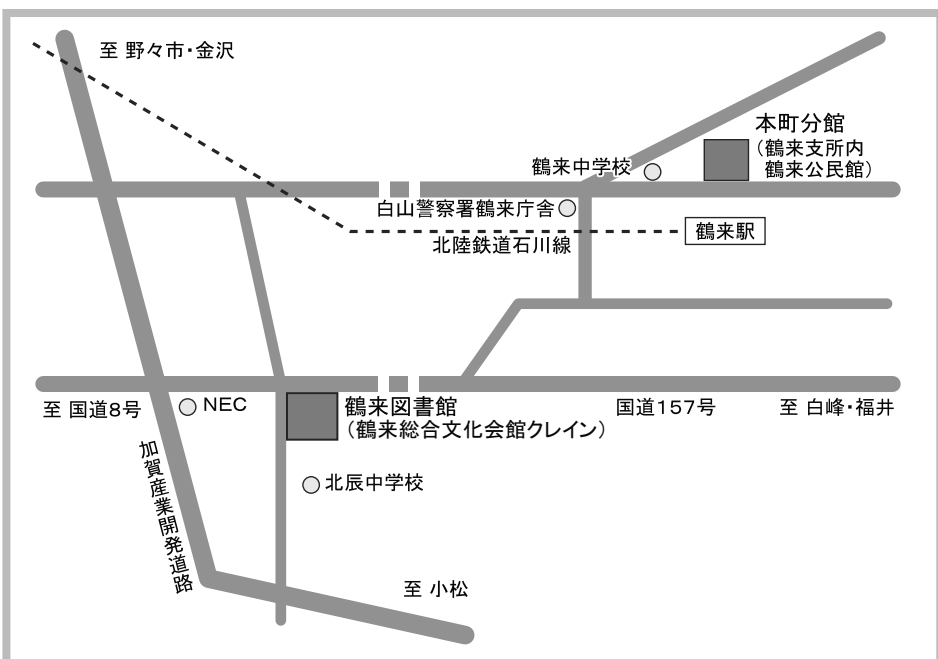 至 野々市・金沢
本町分館
（鶴来支所内
鶴来公民館）
鶴来中学校
白山警察署鶴来庁舎
鶴来駅
北陸鉄道石川線
至 国道8号
NEC
鶴来図書館
（鶴来総合文化会館クレイン）
国道157号
至 白峰・福井
加賀産業開発道路
北辰中学校
至 小松